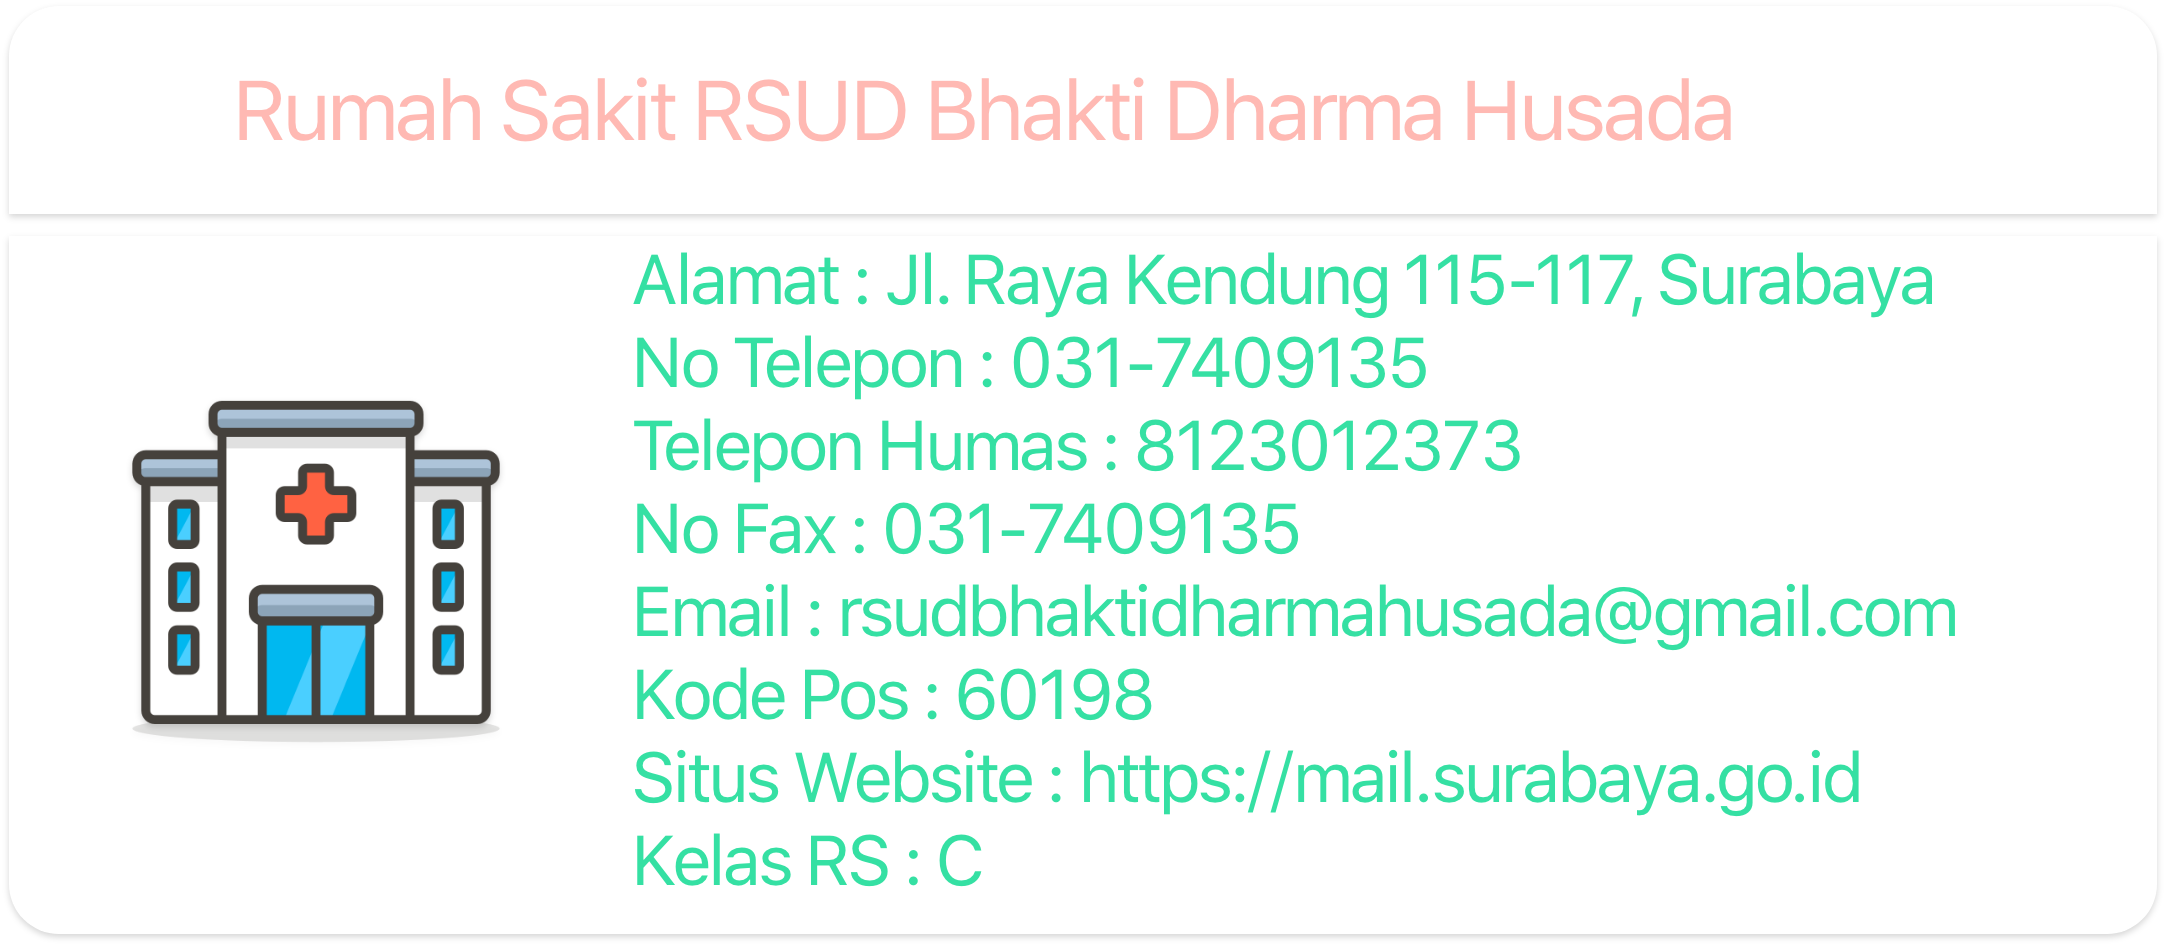 Rumah Sakit RSUD Bhakti Dharma Husada
Alamat : Jl. Raya Kendung 115-117, Surabaya
No Telepon : 031-7409135
Telepon Humas : 8123012373
No Fax : 031-7409135
Email : rsudbhaktidharmahusada@gmail.com
Kode Pos : 60198
Situs Website : https://mail.surabaya.go.id
Kelas RS : C